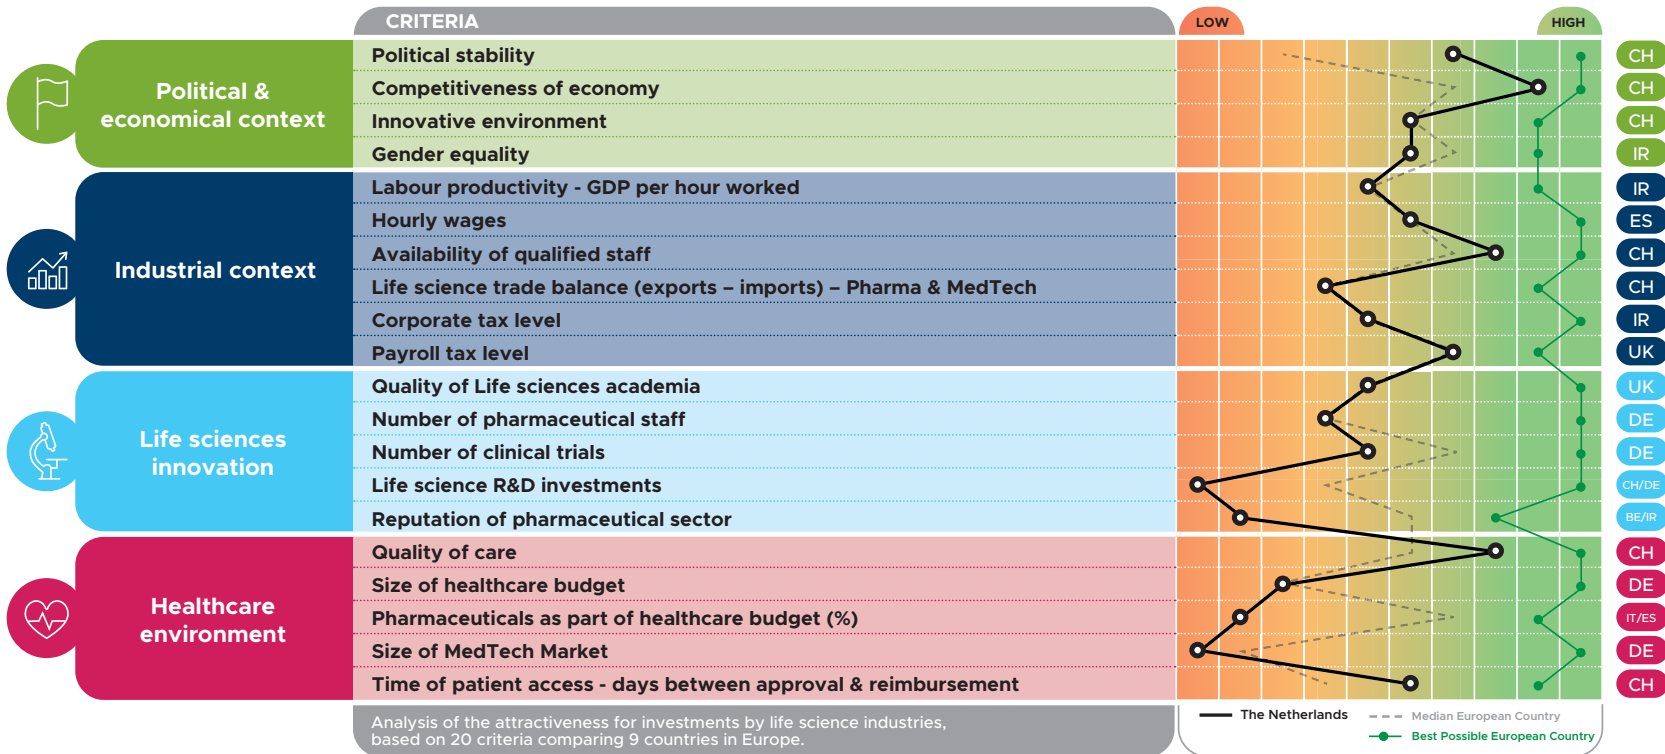 CRITERIA
LOW
HIGH
Political &
economical context
Political stability
CH
Competitiveness of economy
CH
Innovative environment
CH
Gender equality
IR
Industrial context
Labour productivity - GDP per hour worked
IR
Hourly wages
ES
Availability of qualified staff
CH
Life science trade balance (exports – imports) – Pharma & MedTech
CH
Corporate tax level
IR
Payroll tax level
UK
Life sciences
innovation
Quality of Life sciences academia
UK
Number of pharmaceutical staff
DE
Number of clinical trials
DE
Life science R&D investments
CH/DE
Reputation of pharmaceutical sector
BE/IR
Healthcare
environment
Quality of care
CH
Size of healthcare budget
DE
Pharmaceuticals as part of healthcare budget (%)
IT/ES
Size of MedTech Market
DE
Time of patient access - days between approval & reimbursement
CH
Analysis of the attractiveness for investments by life science industries,
based on 20 criteria comparing 9 countries in Europe.
The Netherlands
Median European Country
Best Possible European Country